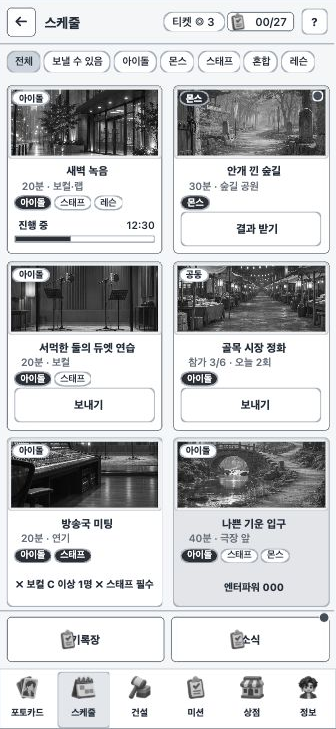 스케줄
티켓 3
00/27
?
전체
보낼 수 있음
아이돌
몬스
스태프
혼합
레슨
아이돌
새벽 녹음
20분 · 보컬·랩
아이돌 스태프 레슨
진행 중 12:30
몬스
안개 낀 숲길
30분 · 숲길 공원
몬스
결과 받기
아이돌
서먹한 둘의 듀엣 연습
20분 · 보컬
아이돌 스태프
보내기
공통
골목 시장 정화
참가 3/6 · 오늘 2회
아이돌
보내기
아이돌
방송국 미팅
20분 · 연기
아이돌 스태프
✕ 보컬 C 이상 1명 ✕ 스태프 필수
아이돌
나쁜 기운 입구
40분 · 극장 앞
아이돌 스태프 몬스
엔터파워 000
기록장
소식
포토카드
스케줄
건설
미션
상점
정보